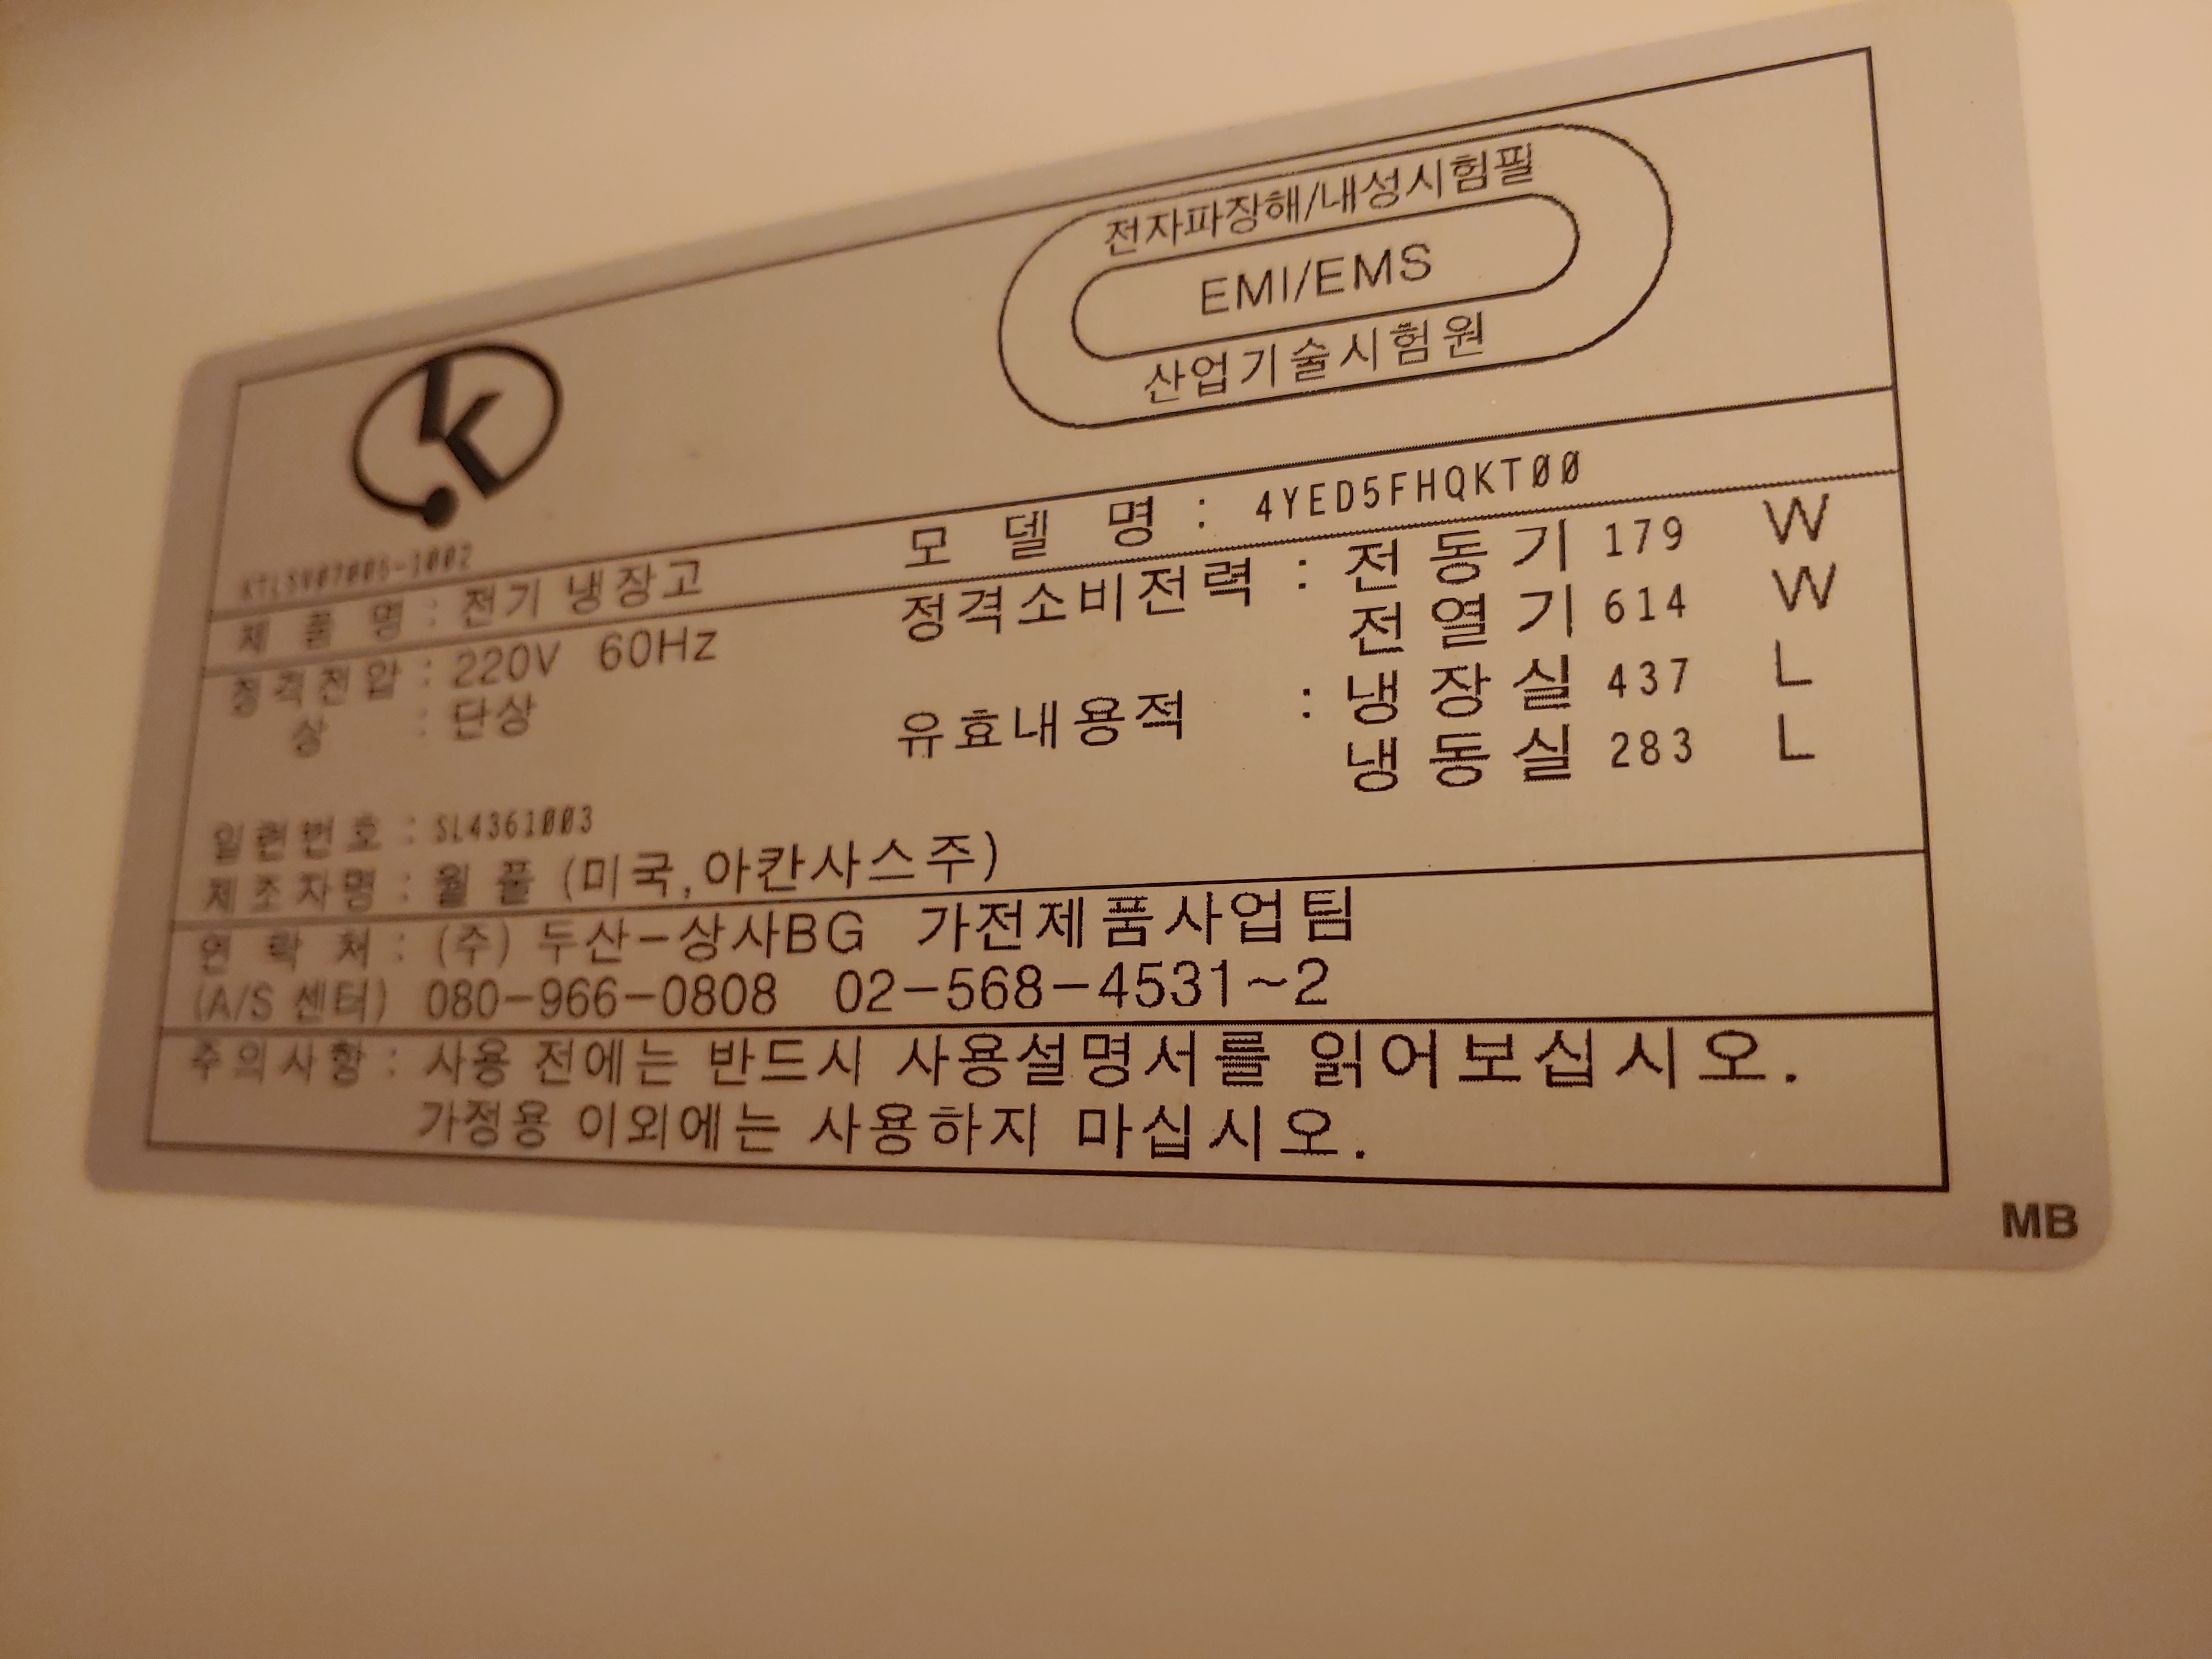 전자파장해/내성시험필
EMI/EMS
산업기술시험원
K
제 품 명 : 전기 냉장고 모 델 명 : 4YED5FHQKT00
정격전압 : 220V 60Hz 정격소비전력 : 전동기 179 W
전열기 614 W
상 : 단상 유효내용적 : 냉장실 437 L
냉동실 283 L
일련번호 : SL4361003
제조자명 : 월 풀 (미국,아칸사스주)
연 락 처 : (주) 두산-상사BG 가전제품사업팀
(A/S 센터) 080-966-0808 02-568-4531~2
주의사항 : 사용 전에는 반드시 사용설명서를 읽어보십시오.
가정용 이외에는 사용하지 마십시오.
MB